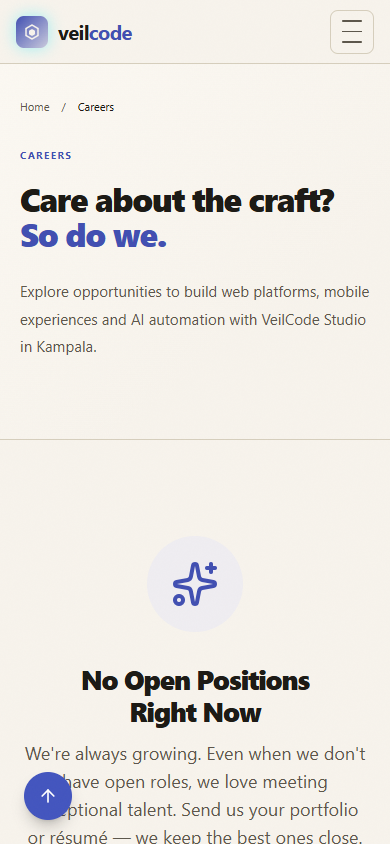 veilcode
Home / Careers
CAREERS
Care about the craft?
So do we.
Explore opportunities to build web platforms, mobile
experiences and AI automation with VeilCode Studio
in Kampala.
No Open Positions
Right Now
We're always growing. Even when we don't
have open roles, we love meeting
talent. Send us your portfolio
or résumé — we keep the best ones close.